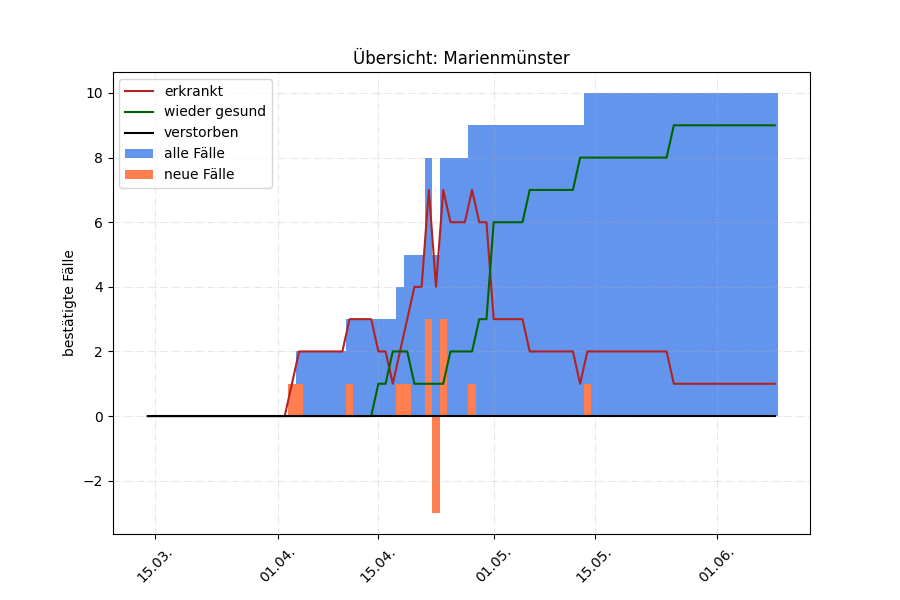 Übersicht: Marienmünster
erkrankt
wieder gesund
verstorben
alle Fälle
neue Fälle
bestätigte Fälle
10
8
6
4
2
0
−2
15.03.
01.04.
15.04.
01.05.
15.05.
01.06.